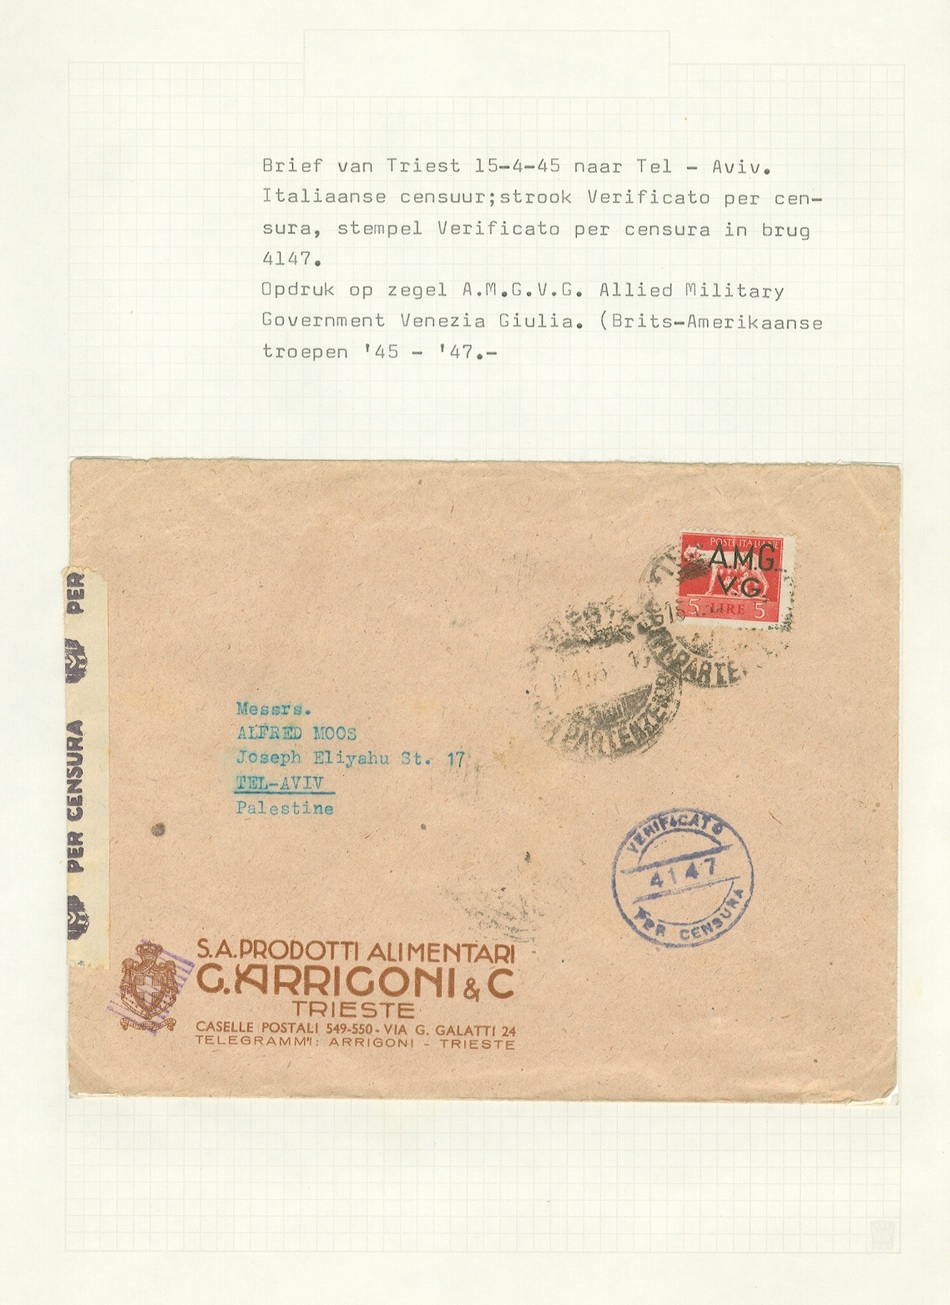 Brief van Triest 15-4-45 naar Tel - Aviv.
Italiaanse censuur;strook Verificato per cen-
sura, stempel Verificato per censura in brug
4147.
Opdruk op zegel A.M.G.V.G. Allied Military
Government Venezia Giulia. (Brits-Amerikaanse
troepen '45 - '47.-
POSTE ITALIANE
A.M.G.
V.G.
5 LIRE 5
PARTENZE
PER
PER CENSURA
Messrs.
ALFRED MOOS
Joseph Eliyahu St. 17
TEL-AVIV
Palestine
VERIFICATO
4147
PER CENSURA
S.A.PRODOTTI ALIMENTARI
G.ARRIGONI & C
TRIESTE
CASELLE POSTALI 549-550 - VIA G. GALATTI 24
TELEGRAMMI: ARRIGONI - TRIESTE